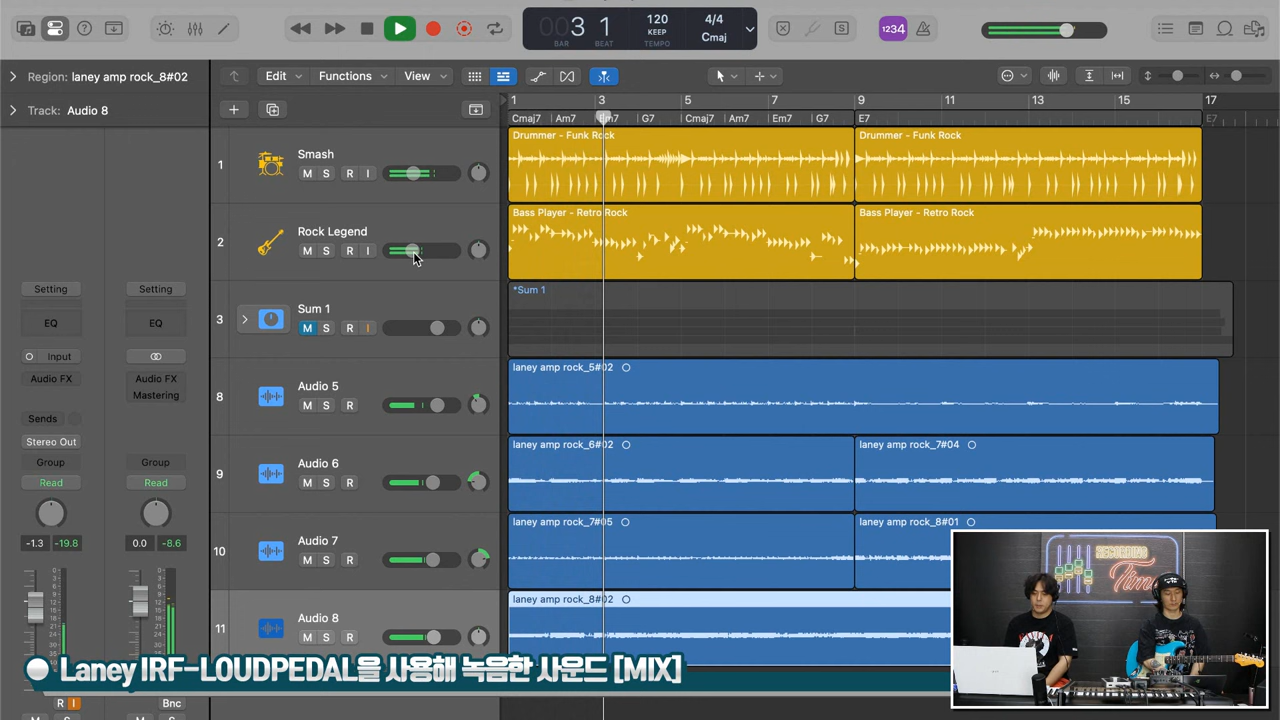 003 1
BAR BEAT
120
KEEP
TEMPO
4/4
Cmaj
1234
Region: laney amp rock_8#02
Track: Audio 8
Edit Functions View
1 3 5 7 9 11 13 15 17
Cmaj7 Am7 Em7 G7 Cmaj7 Am7 Em7 G7 E7 E7
1 Smash
M S R I
Drummer - Funk Rock
Drummer - Funk Rock
2 Rock Legend
M S R I
Bass Player - Retro Rock
Bass Player - Retro Rock
3 Sum 1
M S R I
*Sum 1
8 Audio 5
M S R
laney amp rock_5#02
9 Audio 6
M S R
laney amp rock_6#02
laney amp rock_7#04
10 Audio 7
M S R
laney amp rock_7#05
laney amp rock_8#01
11 Audio 8
M S R
laney amp rock_8#02
Setting Setting
EQ EQ
Input
Audio FX Audio FX
Mastering
Sends
Stereo Out
Group Group
Read Read
-1.3 -19.8 0.0 -8.6
R I Bnc
RECORDING
Time
Laney IRF-LOUDPEDAL을 사용해 녹음한 사운드 [MIX]